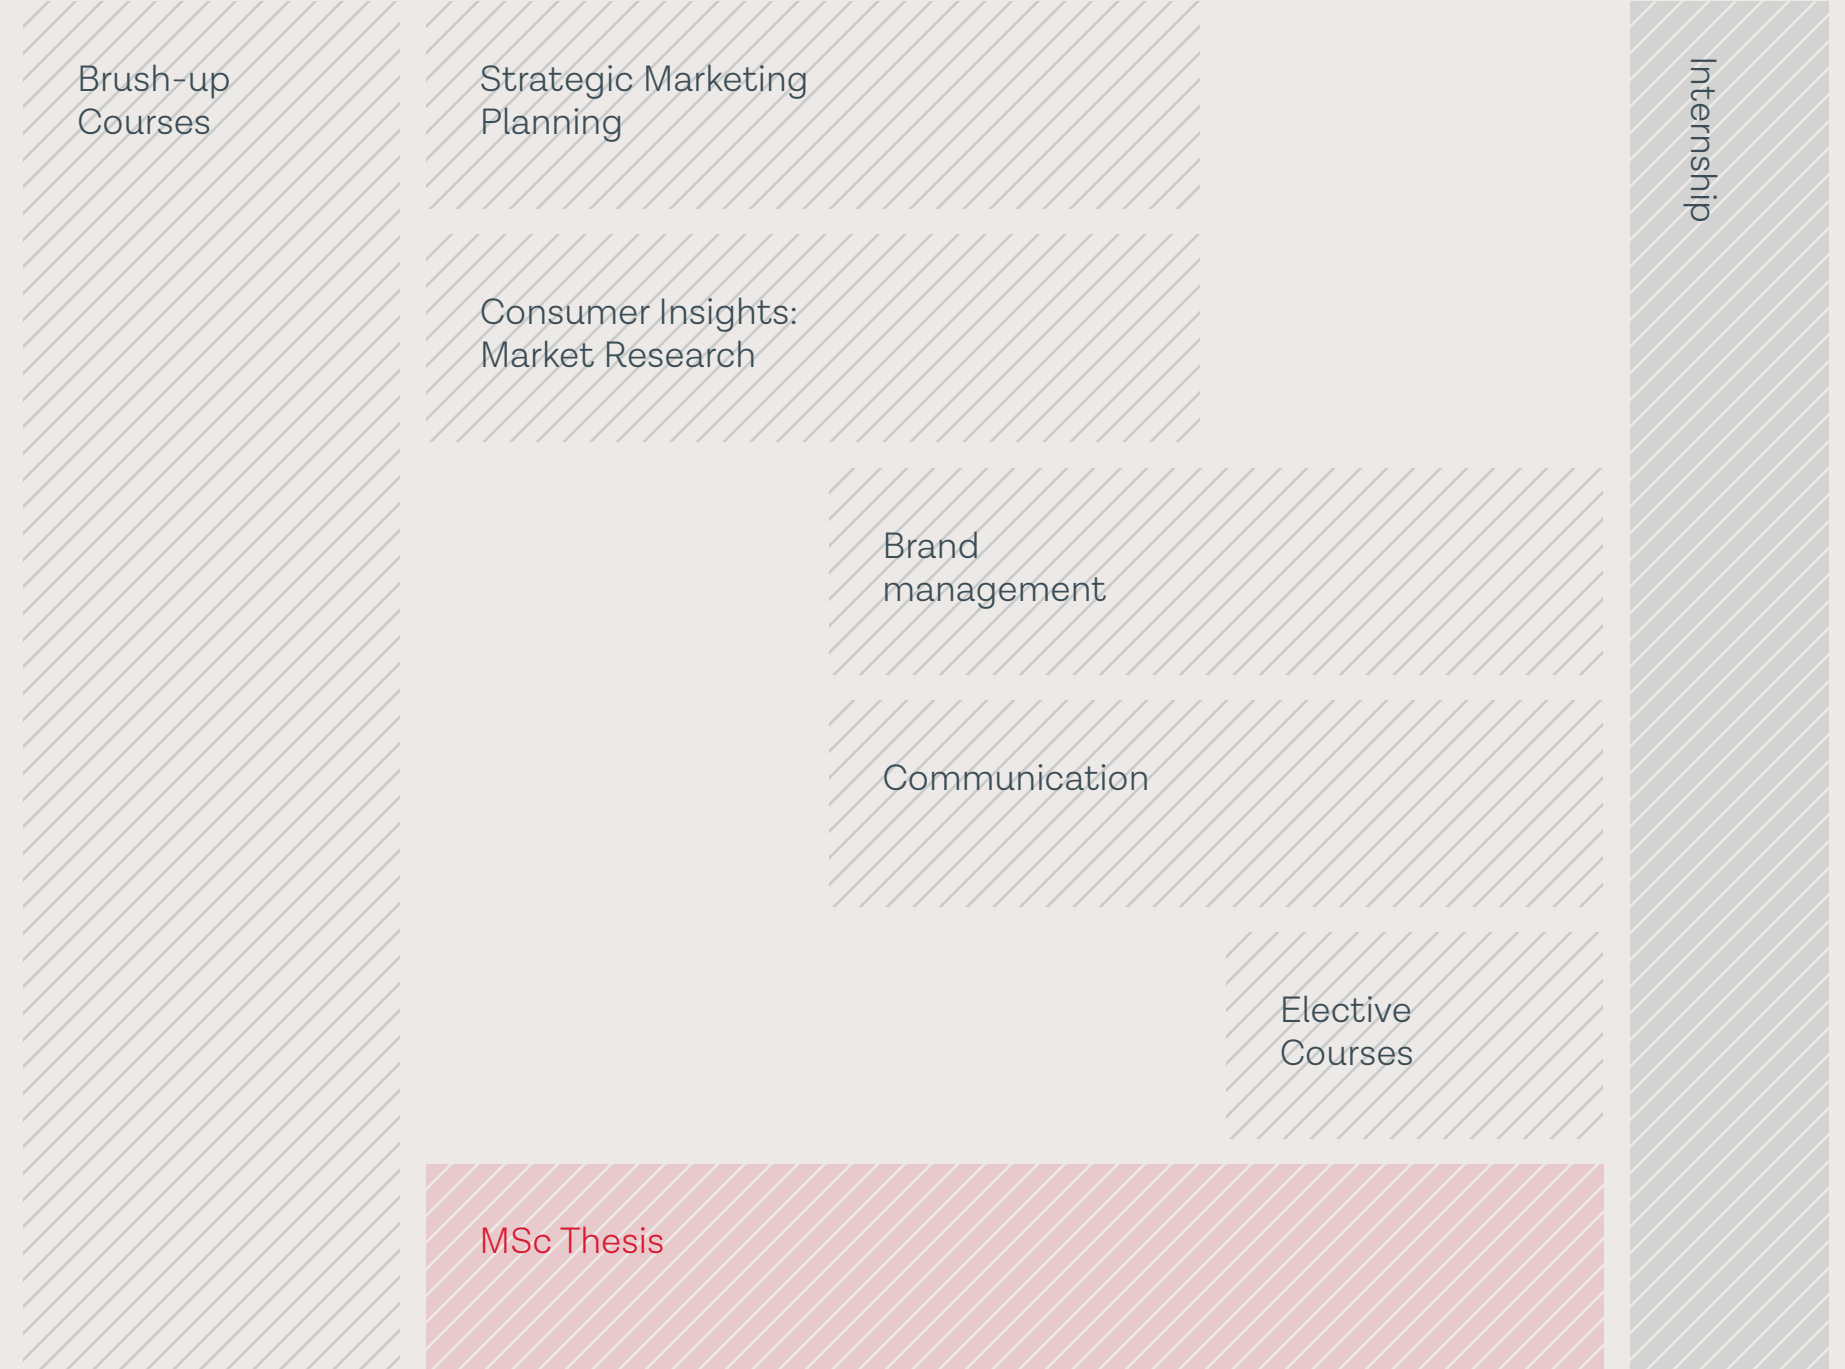 Brush-up
Courses
Strategic Marketing
Planning
Consumer Insights:
Market Research
Brand
management
Communication
Elective
Courses
MSc Thesis
Internship